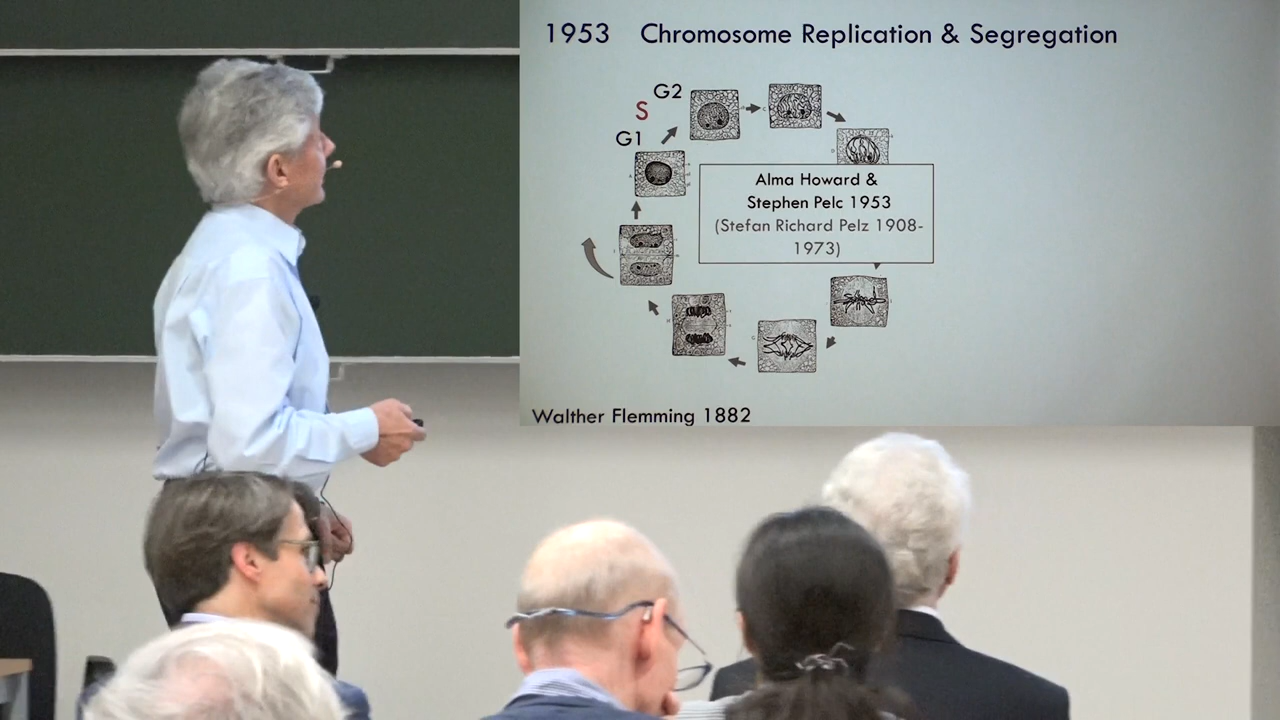 1953 Chromosome Replication & Segregation
G2
S
G1
Alma Howard &
Stephen Pelc 1953
(Stefan Richard Pelz 1908-
1973)
Walther Flemming 1882